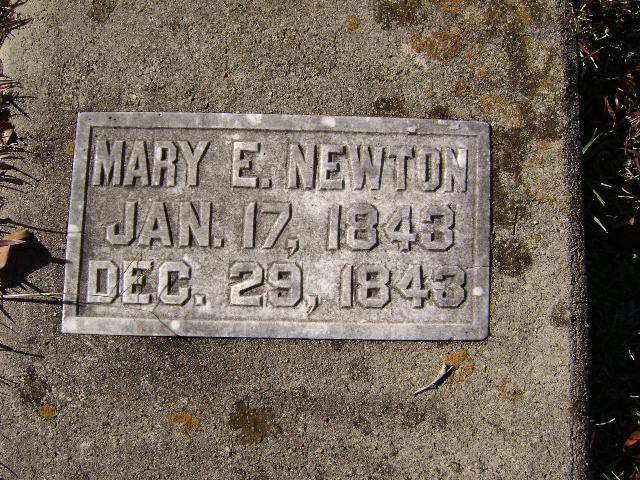 MARY E. NEWTON
JAN. 17, 1843
DEC. 29, 1843